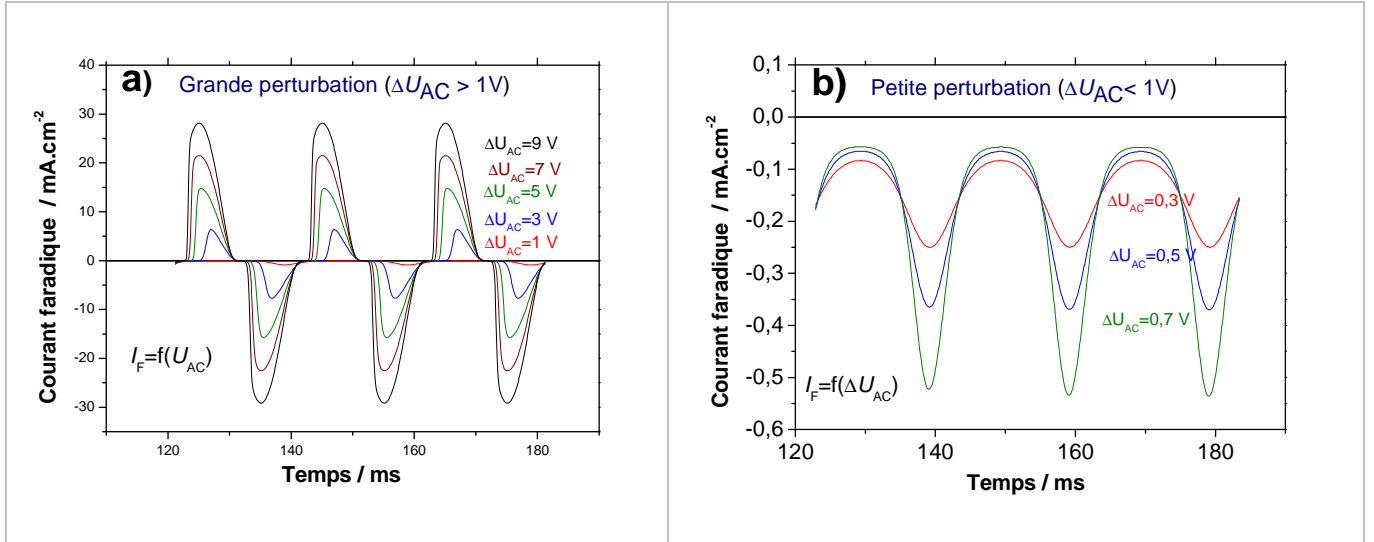 a) Grande perturbation (ΔU_AC > 1V)
40
30
20
10
0
-10
-20
-30
ΔU_AC=9 V
ΔU_AC=7 V
ΔU_AC=5 V
ΔU_AC=3 V
ΔU_AC=1 V
I_F=f(U_AC)
Courant faradique / mA.cm⁻²
120 140 160 180
Temps / ms
b) Petite perturbation (ΔU_AC< 1V)
0,1
0,0
-0,1
-0,2
-0,3
-0,4
-0,5
-0,6
ΔU_AC=0,3 V
ΔU_AC=0,5 V
ΔU_AC=0,7 V
I_F=f(ΔU_AC)
Courant faradique / mA.cm⁻²
120 140 160 180
Temps / ms